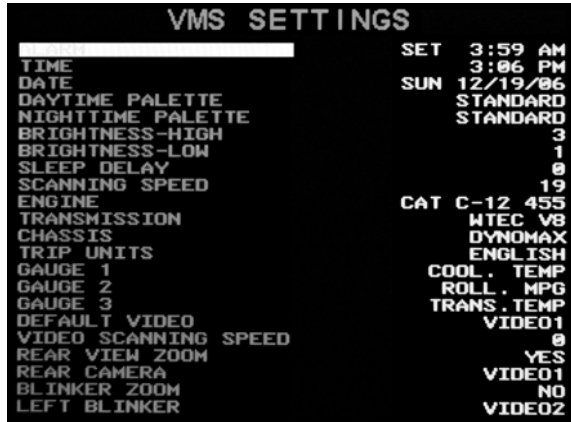 VMS SETTINGS
ALARM SET 3:59 AM
TIME 3:06 PM
DATE SUN 12/19/06
DAYTIME PALETTE STANDARD
NIGHTTIME PALETTE STANDARD
BRIGHTNESS-HIGH 3
BRIGHTNESS-LOW 1
SLEEP DELAY 0
SCANNING SPEED 19
ENGINE CAT C-12 455
TRANSMISSION WTEC V8
CHASSIS DYNOMAX
TRIP UNITS ENGLISH
GAUGE 1 COOL. TEMP
GAUGE 2 ROLL. MPG
GAUGE 3 TRANS.TEMP
DEFAULT VIDEO VIDEO1
VIDEO SCANNING SPEED 0
REAR VIEW ZOOM YES
REAR CAMERA VIDEO1
BLINKER ZOOM NO
LEFT BLINKER VIDEO2